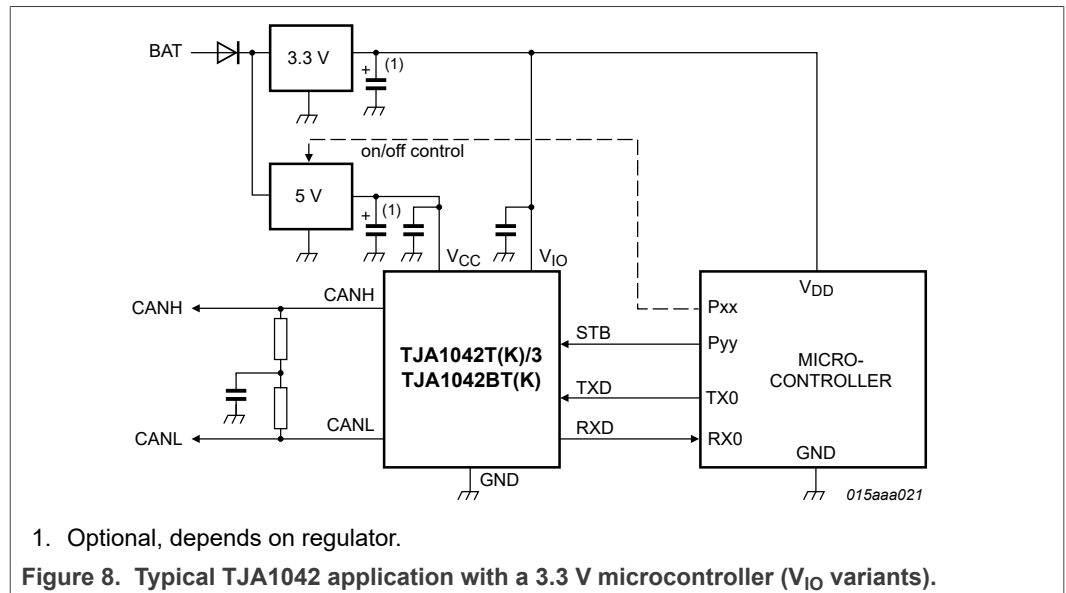 BAT
3.3 V
(1)
+
on/off control
5 V
(1)
+
VCC
VIO
CANH
CANH
VDD
Pxx
STB
Pyy
TJA1042T(K)/3
TJA1042BT(K)
MICRO-
CONTROLLER
TXD
TX0
CANL
CANL
RXD
RX0
GND
GND
015aaa021
1. Optional, depends on regulator.
Figure 8. Typical TJA1042 application with a 3.3 V microcontroller (VIO variants).